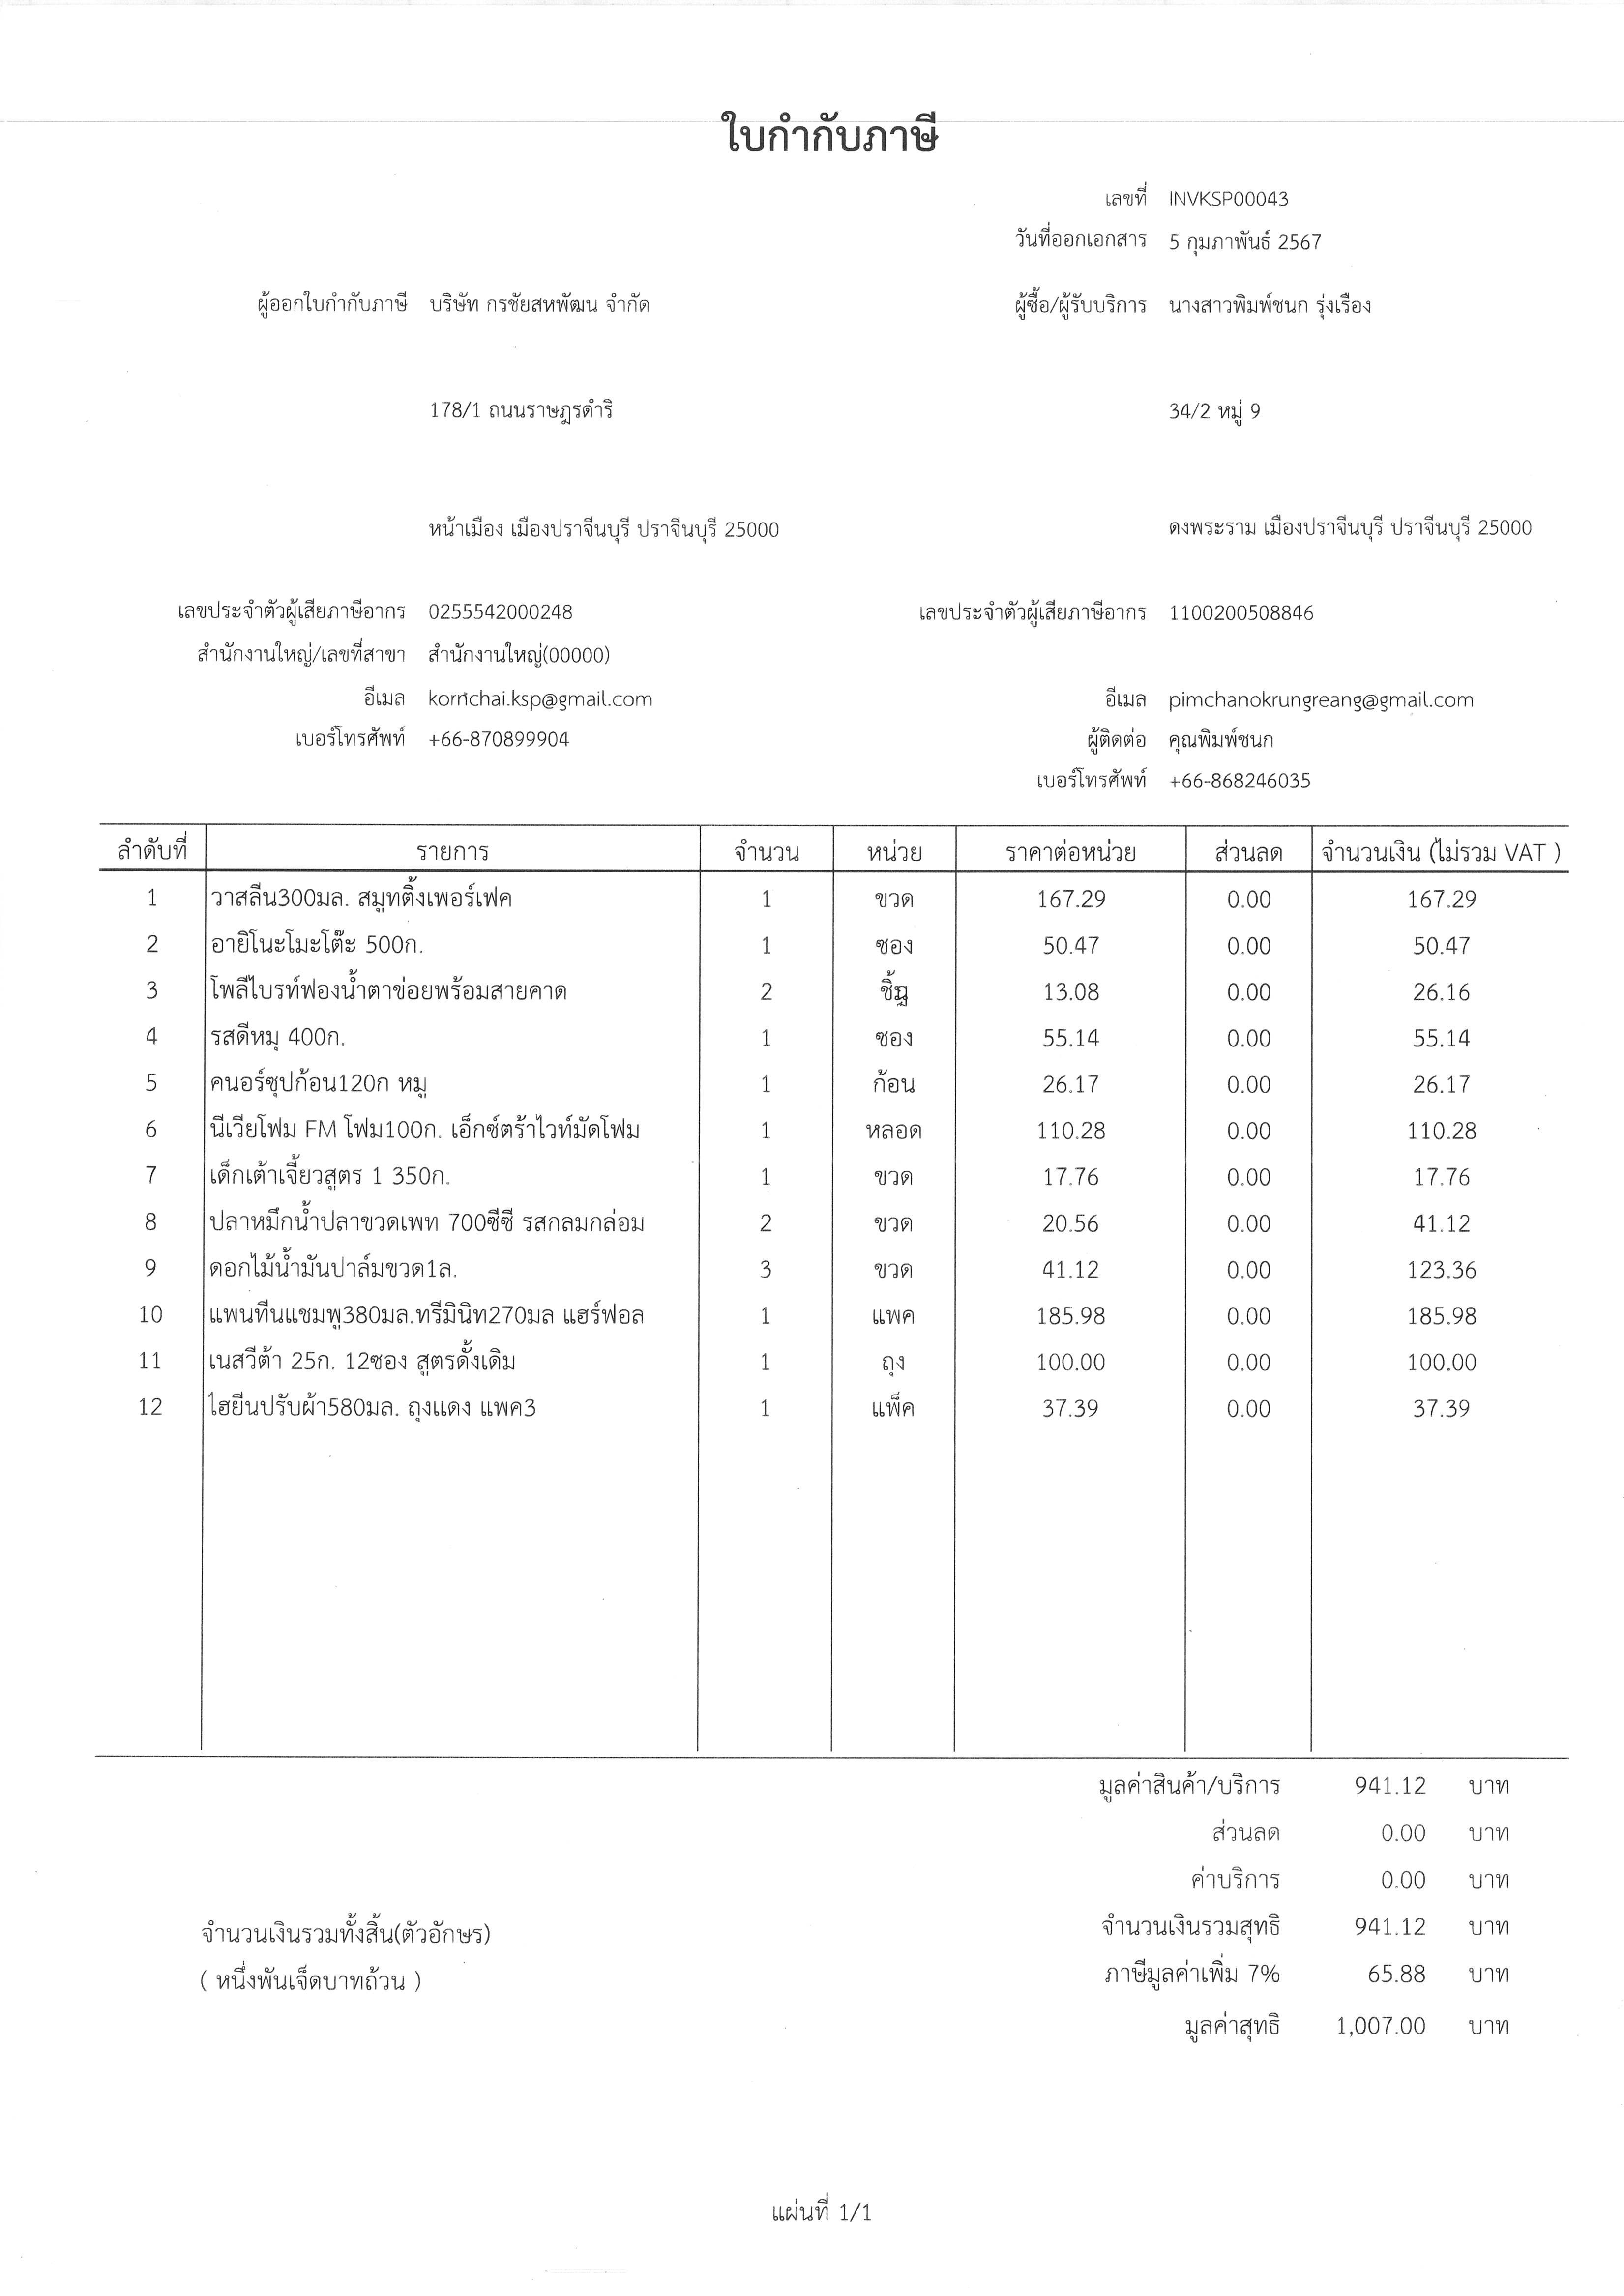 ใบกำกับภาษี
เลขที่ INVKSP00043
วันที่ออกเอกสาร 5 กุมภาพันธ์ 2567
ผู้ออกใบกำกับภาษี บริษัท กรชัยสหพัฒน จำกัด ผู้ซื้อ/ผู้รับบริการ นางสาวพิมพ์ชนก รุ่งเรือง
178/1 ถนนราษฎรดำริ 34/2 หมู่ 9
หน้าเมือง เมืองปราจีนบุรี ปราจีนบุรี 25000 ดงพระราม เมืองปราจีนบุรี ปราจีนบุรี 25000
เลขประจำตัวผู้เสียภาษีอากร 0255542000248 เลขประจำตัวผู้เสียภาษีอากร 1100200508846
สำนักงานใหญ่/เลขที่สาขา สำนักงานใหญ่(00000)
อีเมล kornchai.ksp@gmail.com อีเมล pimchanokrungreang@gmail.com
เบอร์โทรศัพท์ +66-870899904 ผู้ติดต่อ คุณพิมพ์ชนก
เบอร์โทรศัพท์ +66-868246035
ลำดับที่ รายการ จำนวน หน่วย ราคาต่อหน่วย ส่วนลด จำนวนเงิน (ไม่รวม VAT )
1 วาสลีน300มล. สมูทติ้งเพอร์เฟค 1 ขวด 167.29 0.00 167.29
2 อายิโนะโมะโต๊ะ 500ก. 1 ซอง 50.47 0.00 50.47
3 โพลีไบรท์ฟองน้ำตาข่อยพร้อมสายคาด 2 ชิ้ฏ 13.08 0.00 26.16
4 รสดีหมุ 400ก. 1 ซอง 55.14 0.00 55.14
5 คนอร์ซุปก้อน120ก หมู 1 ก้อน 26.17 0.00 26.17
6 นีเวียโฟม FM โฟม100ก. เอ็กซ์ตร้าไวท์มัดโฟม 1 หลอด 110.28 0.00 110.28
7 เด็กเต้าเจี้ยวสูตร 1 350ก. 1 ขวด 17.76 0.00 17.76
8 ปลาหมึกน้ำปลาขวดเพท 700ซีซี รสกลมกล่อม 2 ขวด 20.56 0.00 41.12
9 ดอกไม้น้ำมันปาล์มขวด1ล. 3 ขวด 41.12 0.00 123.36
10 แพนทีนแชมพู380มล.ทรีมินิท270มล แฮร์ฟอล 1 แพค 185.98 0.00 185.98
11 เนสวีต้า 25ก. 12ซอง สูตรดั้งเดิม 1 ถุง 100.00 0.00 100.00
12 ไฮยีนปรับผ้า580มล. ถุงแดง แพค3 1 แพ็ค 37.39 0.00 37.39
มูลค่าสินค้า/บริการ 941.12 บาท
ส่วนลด 0.00 บาท
ค่าบริการ 0.00 บาท
จำนวนเงินรวมทั้งสิ้น(ตัวอักษร) จำนวนเงินรวมสุทธิ 941.12 บาท
( หนึ่งพันเจ็ดบาทถ้วน ) ภาษีมูลค่าเพิ่ม 7% 65.88 บาท
มูลค่าสุทธิ 1,007.00 บาท
แผ่นที่ 1/1